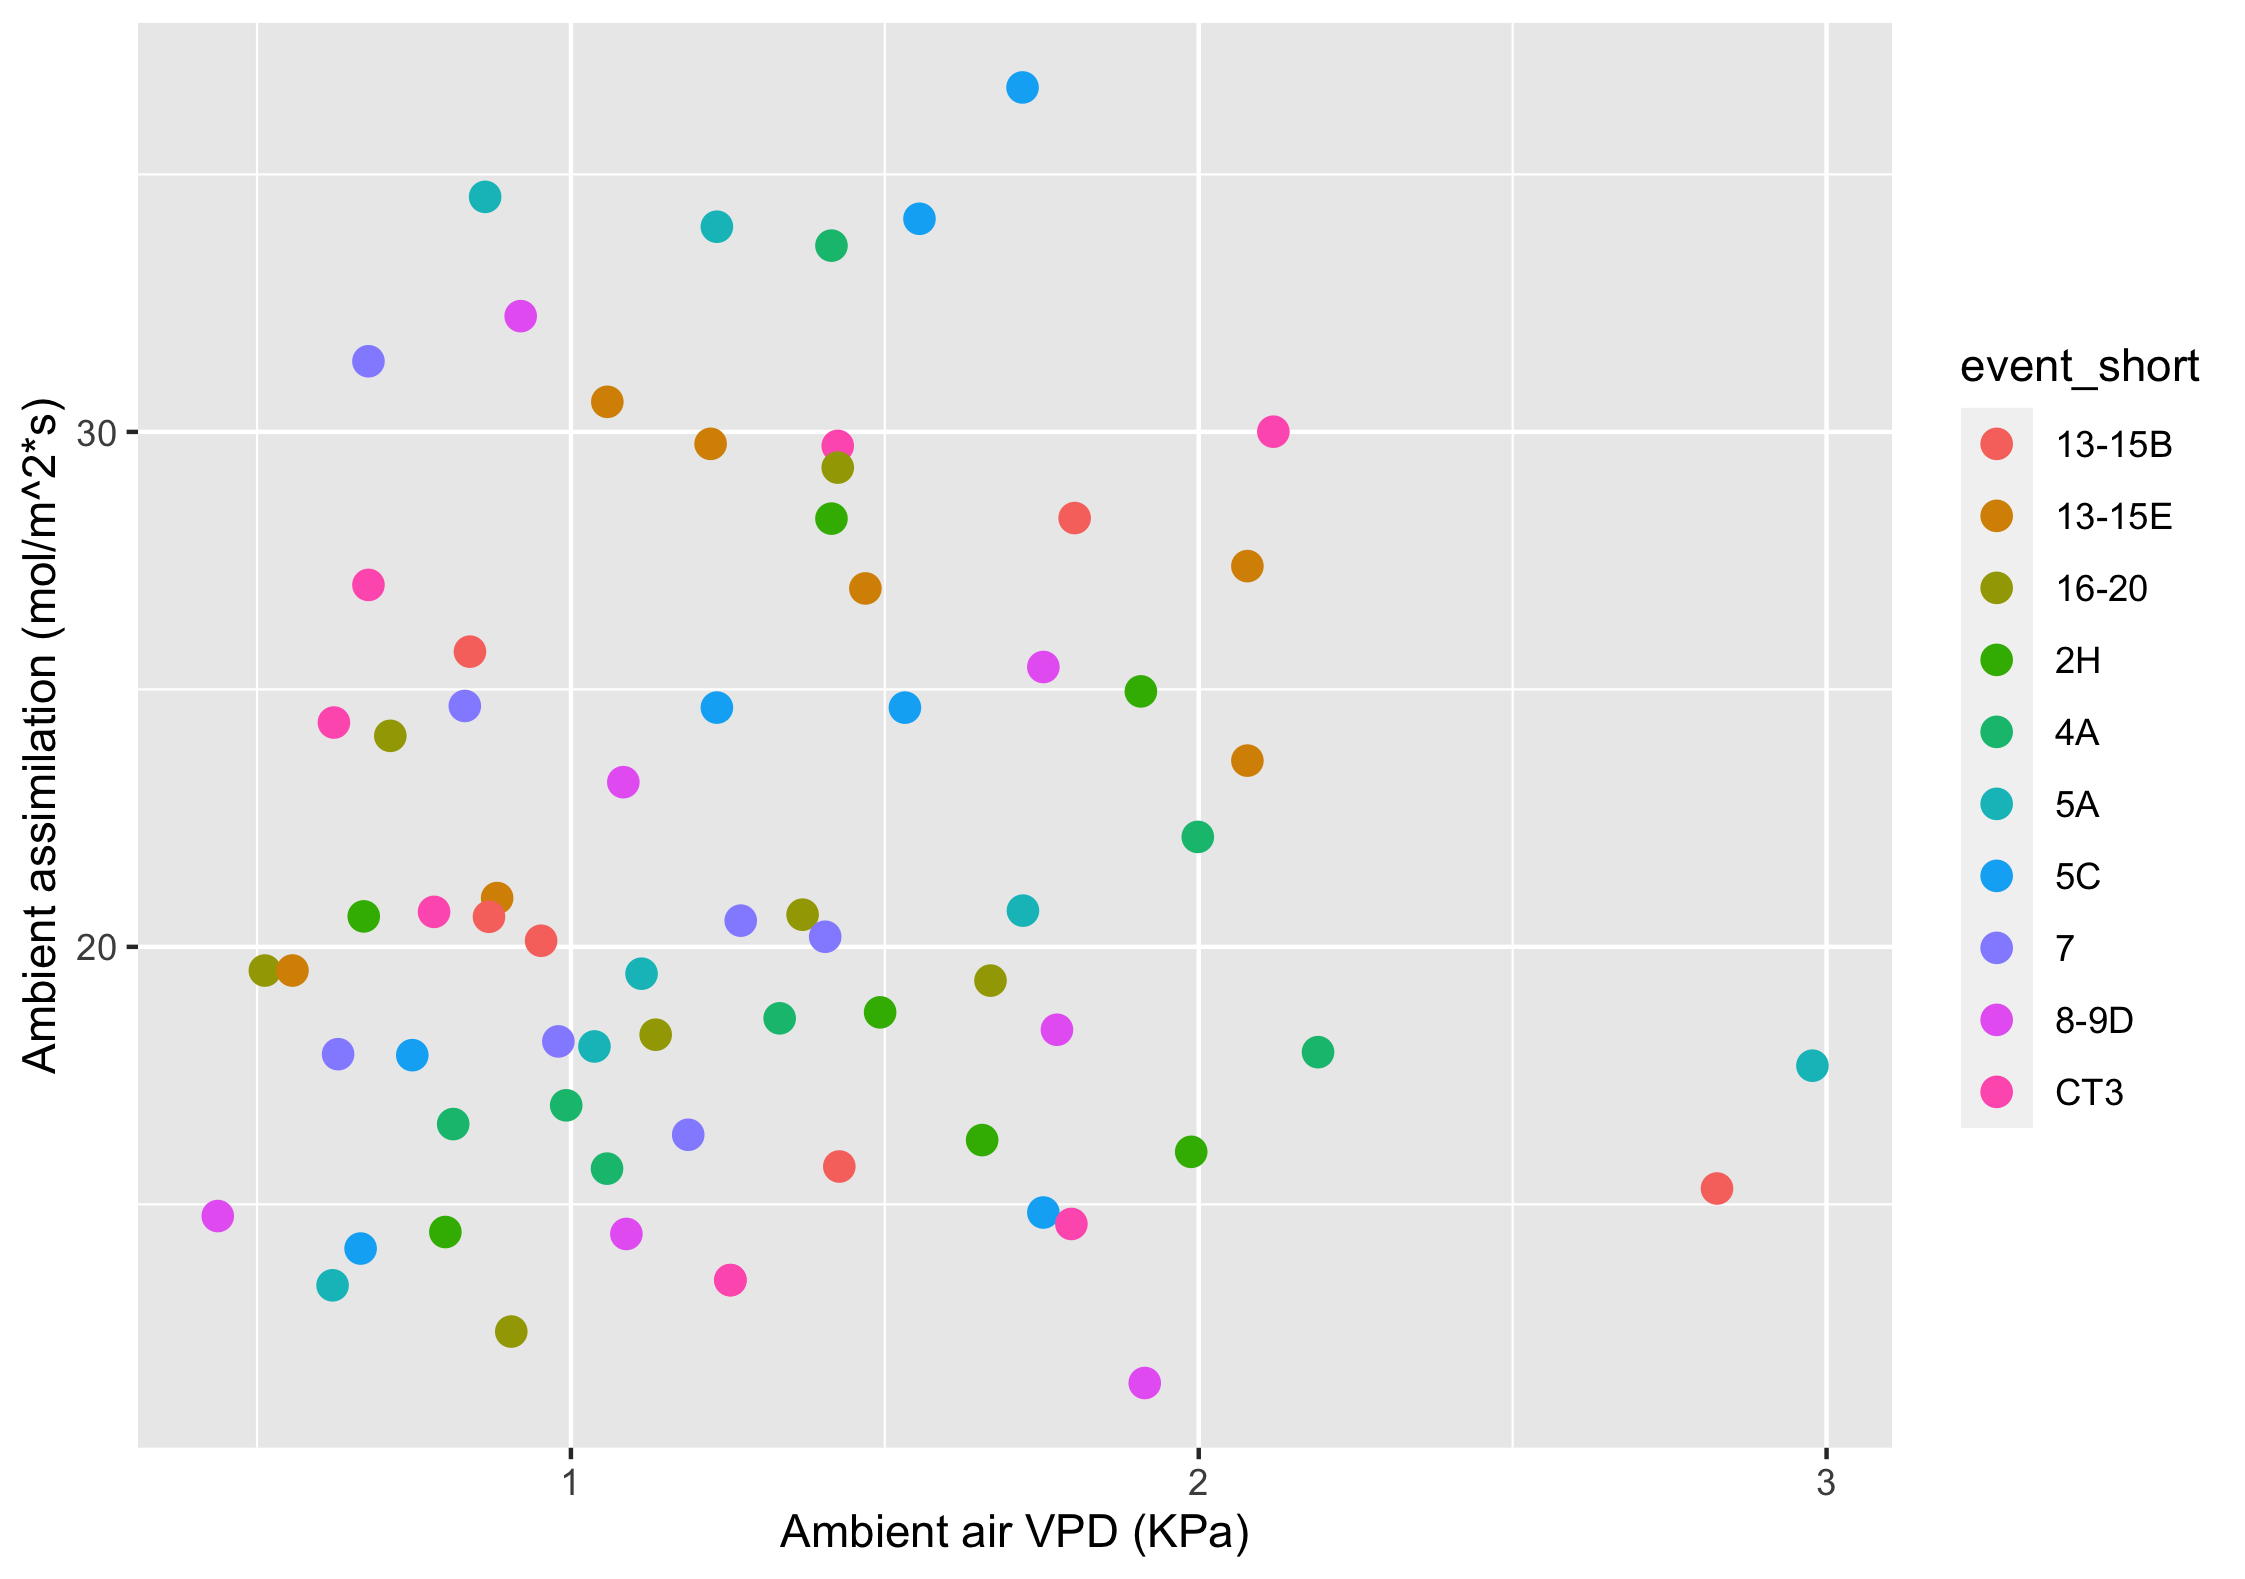 Ambient assimilation (mol/m^2*s)
30
20
1
2
3
Ambient air VPD (KPa)
event_short
13-15B
13-15E
16-20
2H
4A
5A
5C
7
8-9D
CT3